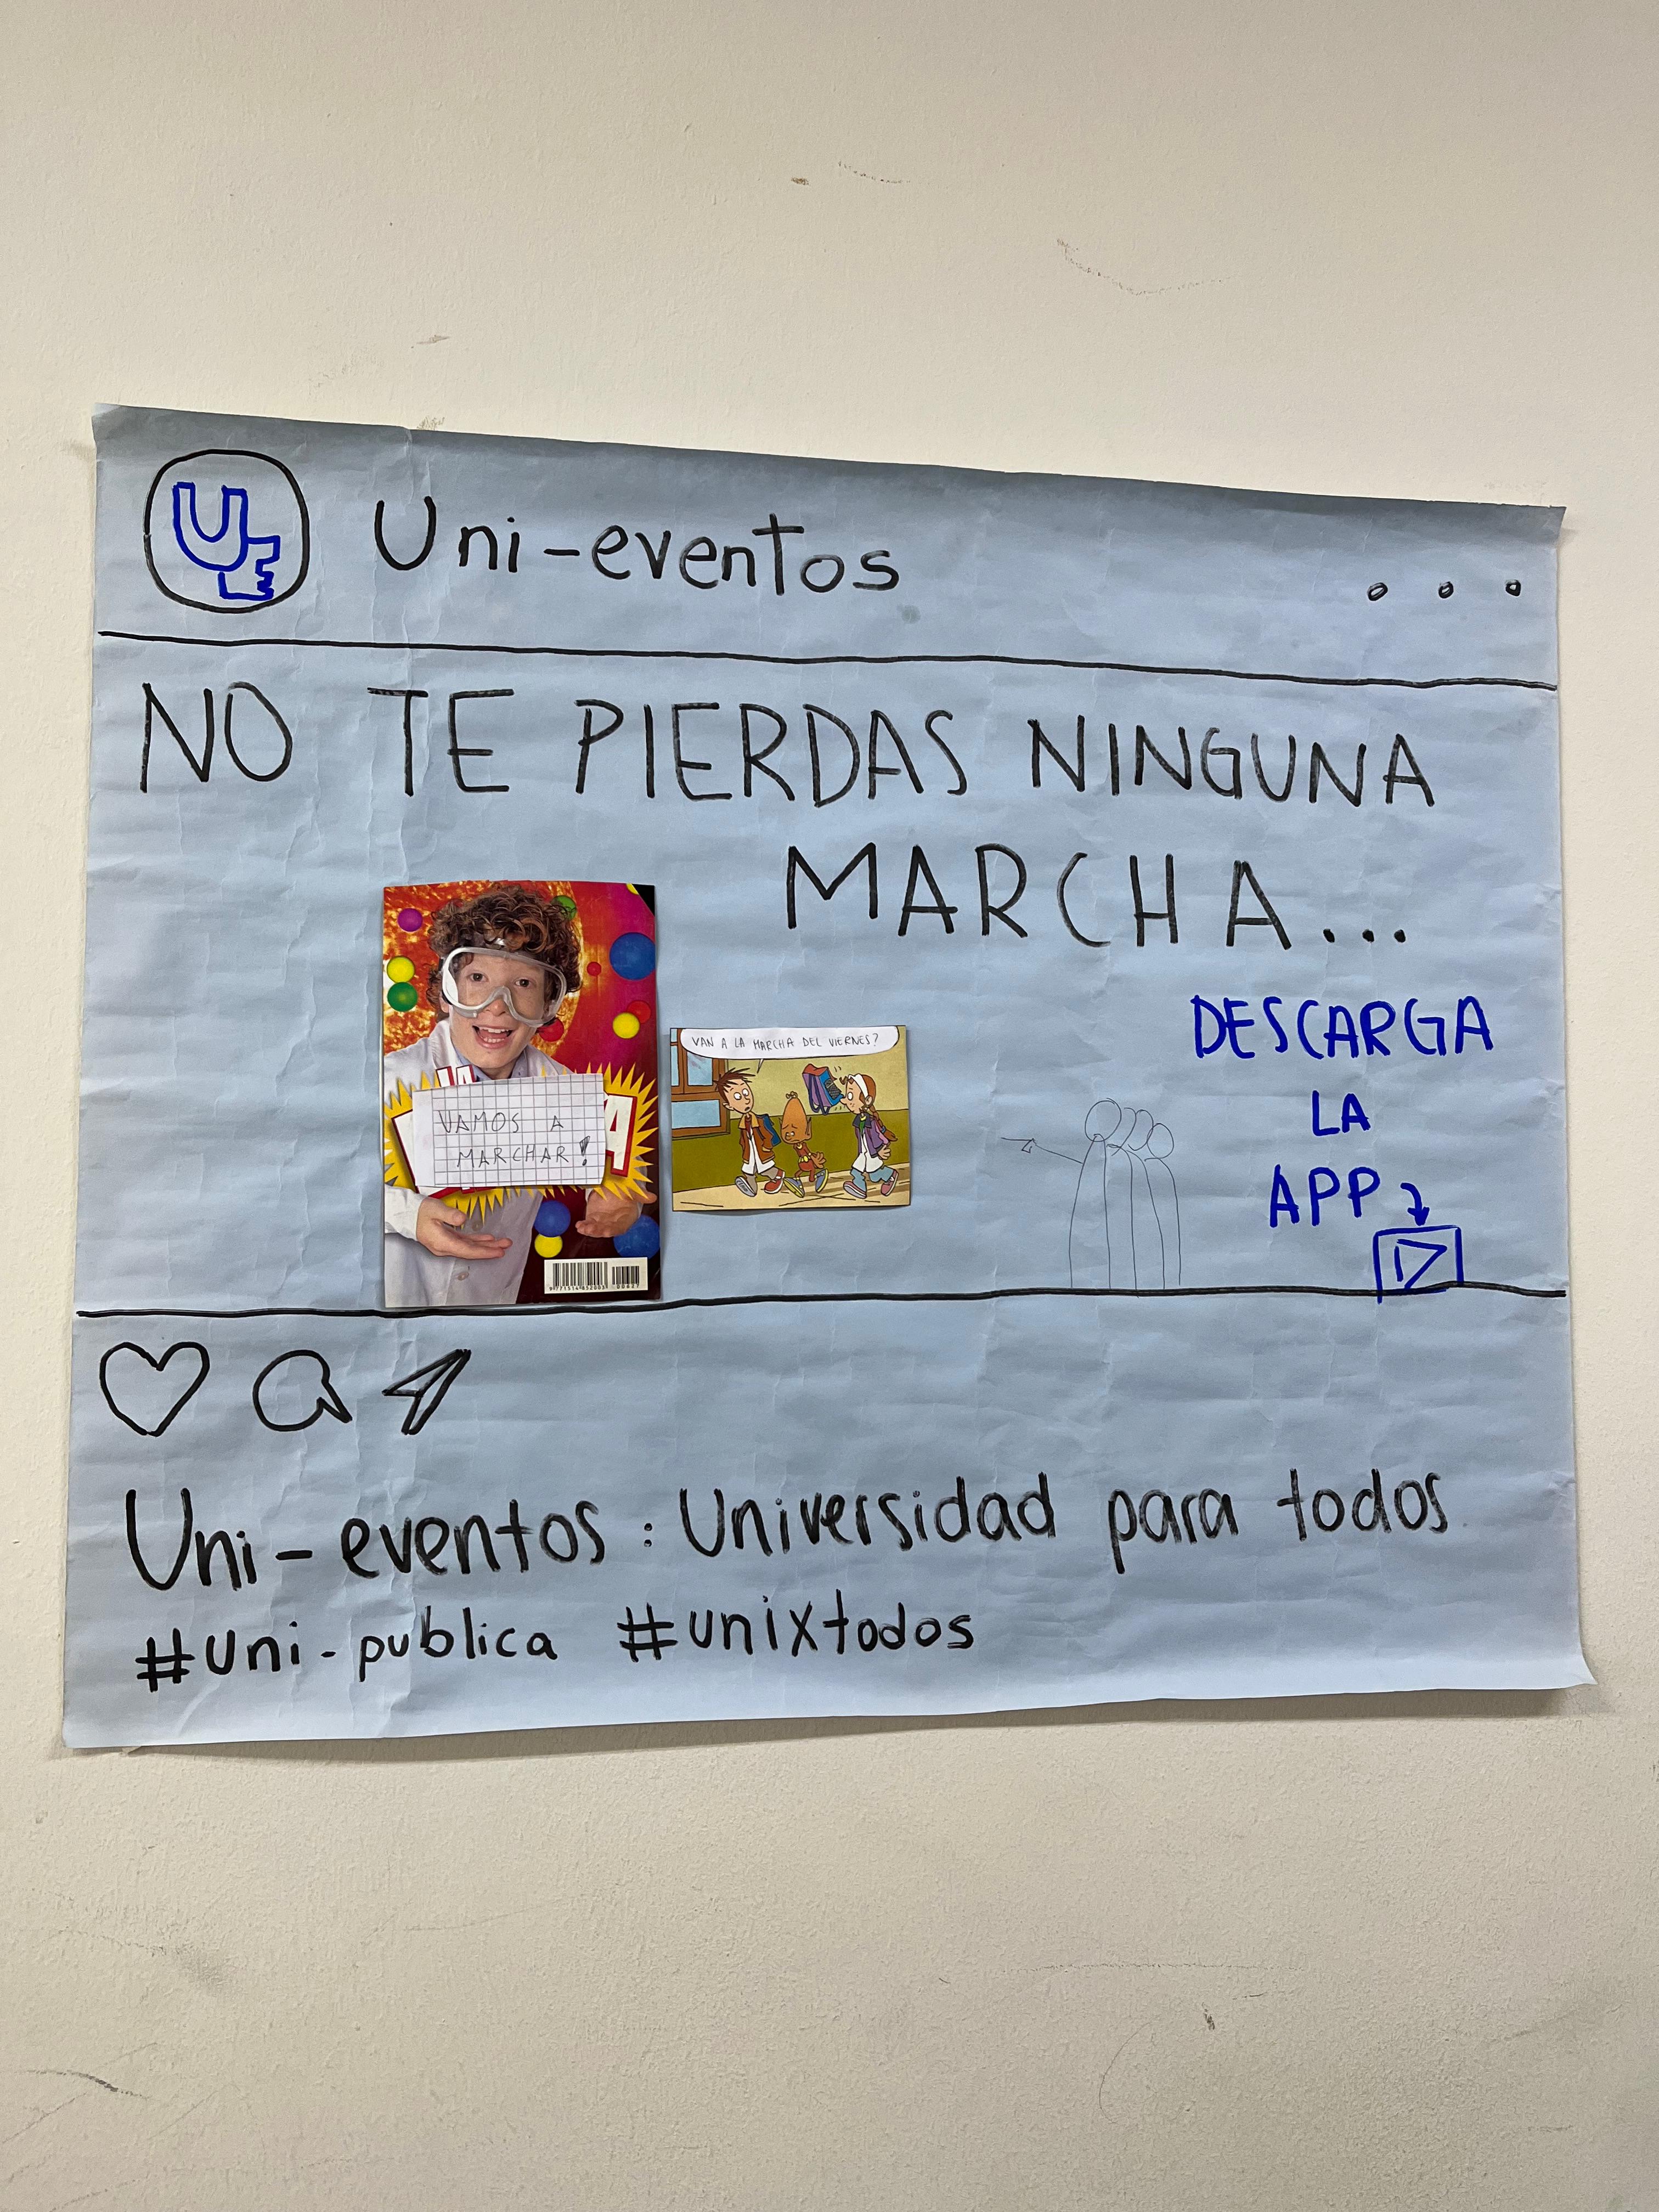 UE
Uni-eventos
NO TE PIERDAS NINGUNA
MARCHA...
LA
VAMOS A
MARCHAR!
VAN A LA MARCHA DEL VIERNES?
DESCARGA
LA
APP
Uni-eventos: Universidad para todos
#uni-publica #unixtodos